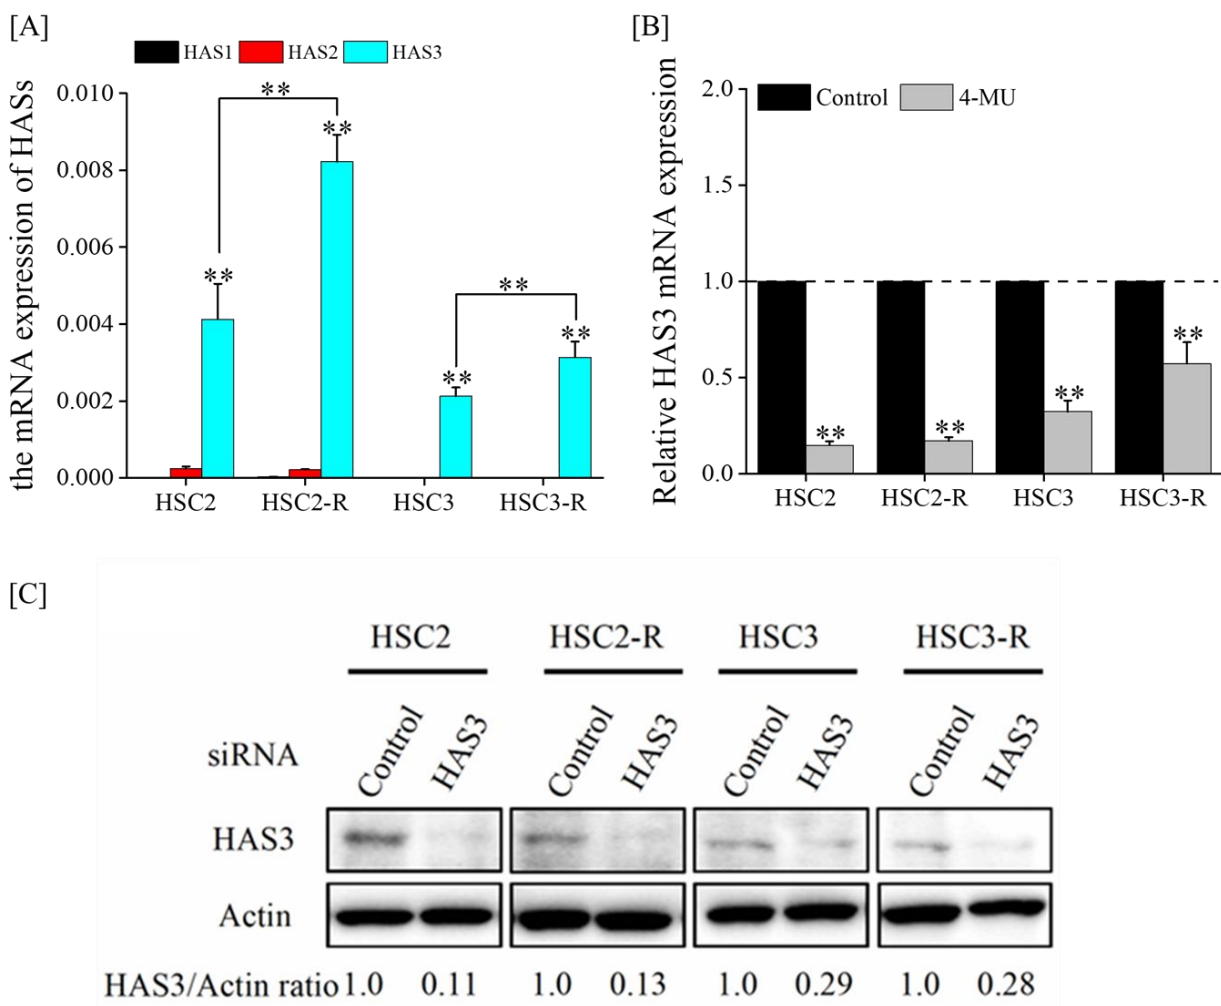 [A]
HAS1 HAS2 HAS3
the mRNA expression of HASs
0.010
0.008
0.006
0.004
0.002
0.000
**
**
**
**
**
**
HSC2 HSC2-R HSC3 HSC3-R
[B]
Control 4-MU
Relative HAS3 mRNA expression
2.0
1.5
1.0
0.5
0.0
**
**
**
**
HSC2 HSC2-R HSC3 HSC3-R
[C]
HSC2 HSC2-R HSC3 HSC3-R
siRNA Control HAS3 Control HAS3 Control HAS3 Control HAS3
HAS3
Actin
HAS3/Actin ratio 1.0 0.11 1.0 0.13 1.0 0.29 1.0 0.28